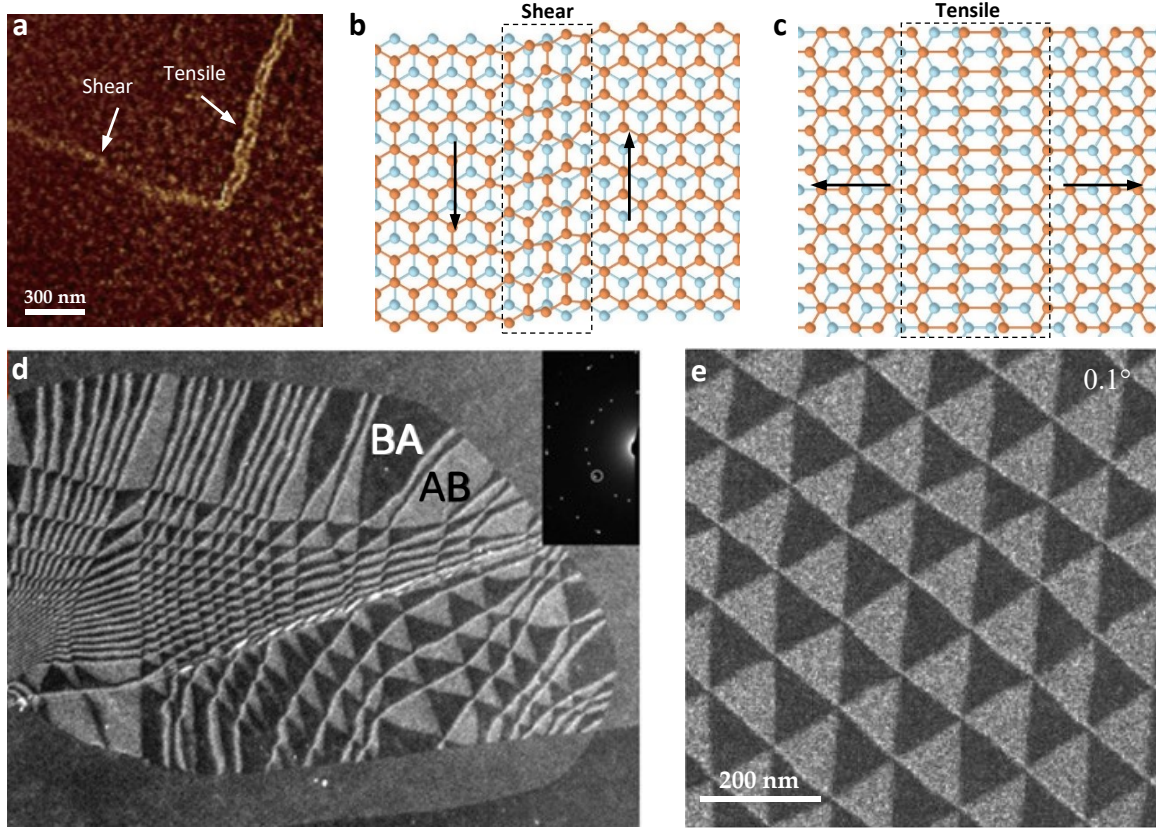 a
Shear
Tensile
300 nm
b
Shear
c
Tensile
d
BA
AB
e
0.1°
200 nm